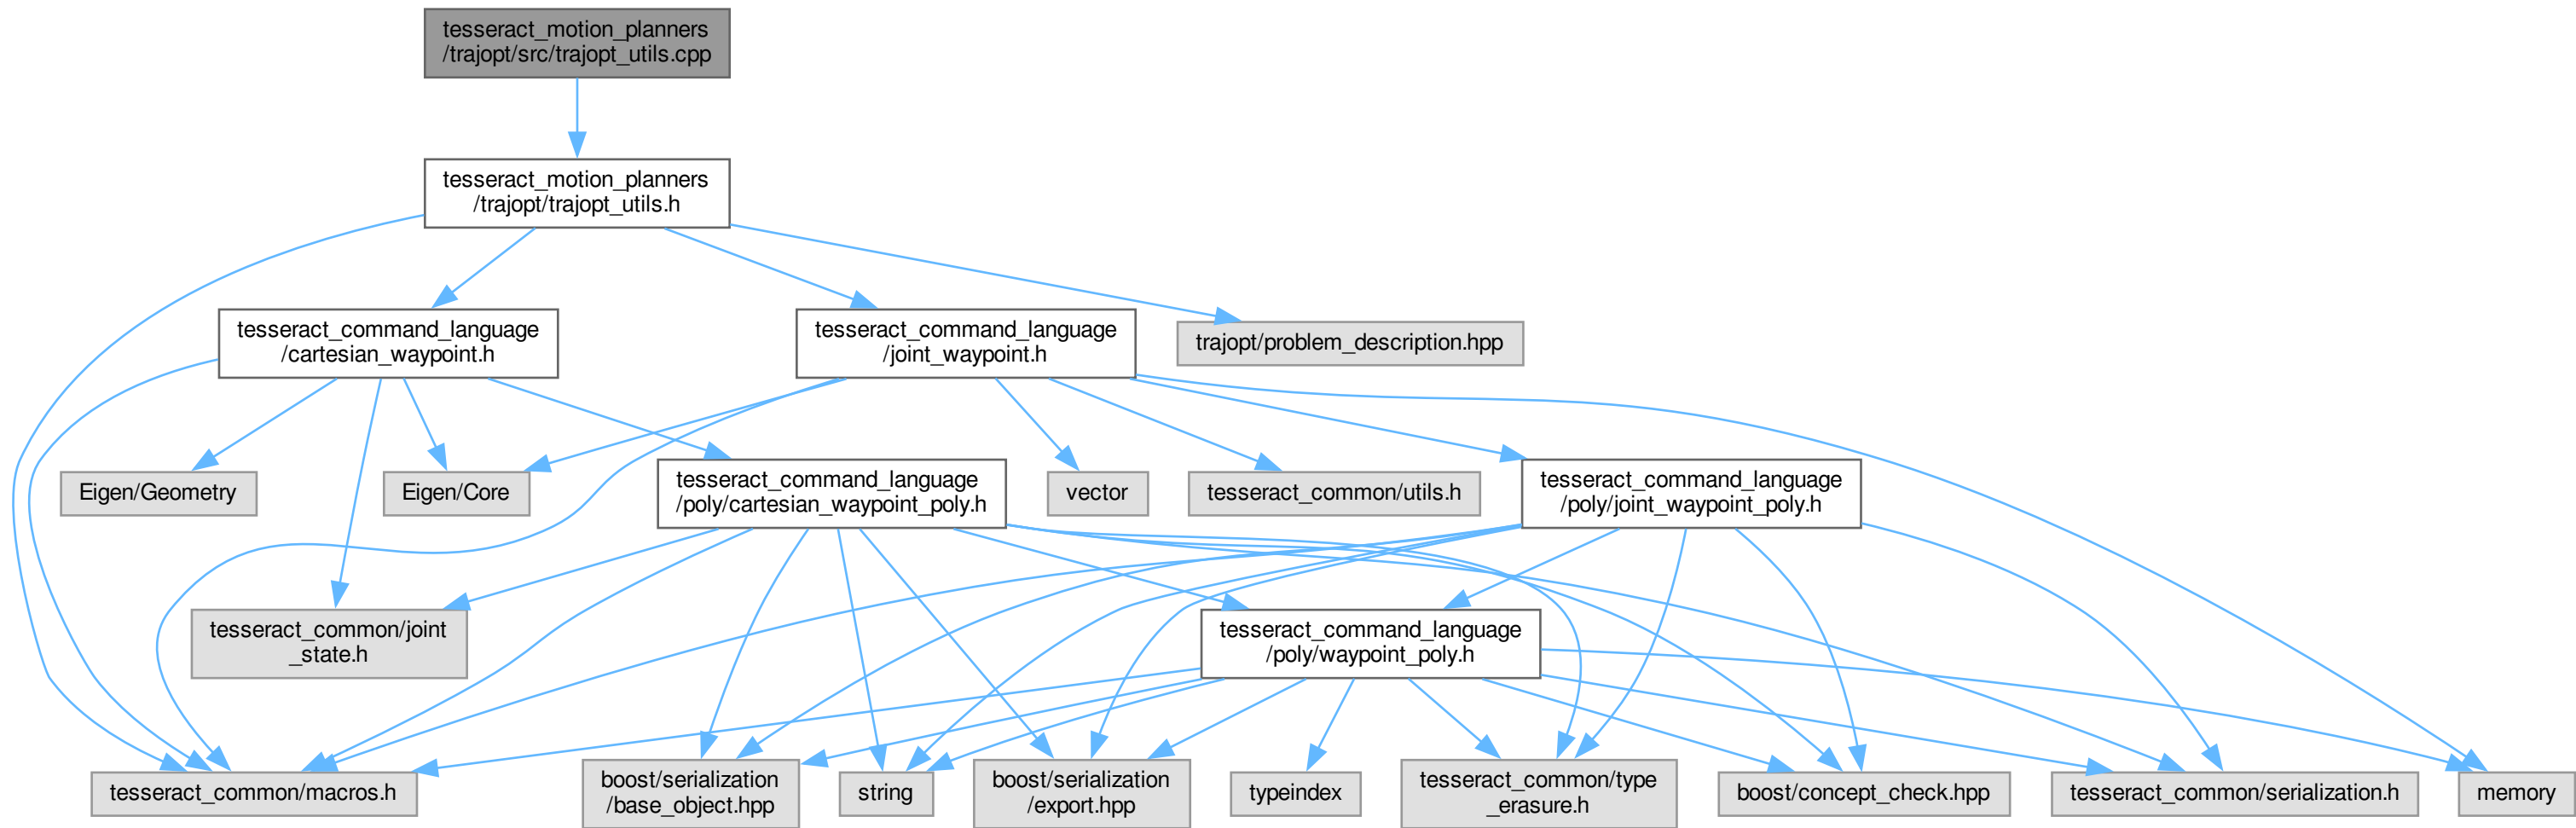 tesseract_motion_planners
/trajopt/src/trajopt_utils.cpp
tesseract_motion_planners
/trajopt/trajopt_utils.h
tesseract_command_language
/cartesian_waypoint.h
tesseract_command_language
/joint_waypoint.h
trajopt/problem_description.hpp
Eigen/Geometry
Eigen/Core
tesseract_command_language
/poly/cartesian_waypoint_poly.h
vector
tesseract_common/utils.h
tesseract_command_language
/poly/joint_waypoint_poly.h
tesseract_common/joint
_state.h
tesseract_command_language
/poly/waypoint_poly.h
tesseract_common/macros.h
boost/serialization
/base_object.hpp
string
boost/serialization
/export.hpp
typeindex
tesseract_common/type
_erasure.h
boost/concept_check.hpp
tesseract_common/serialization.h
memory